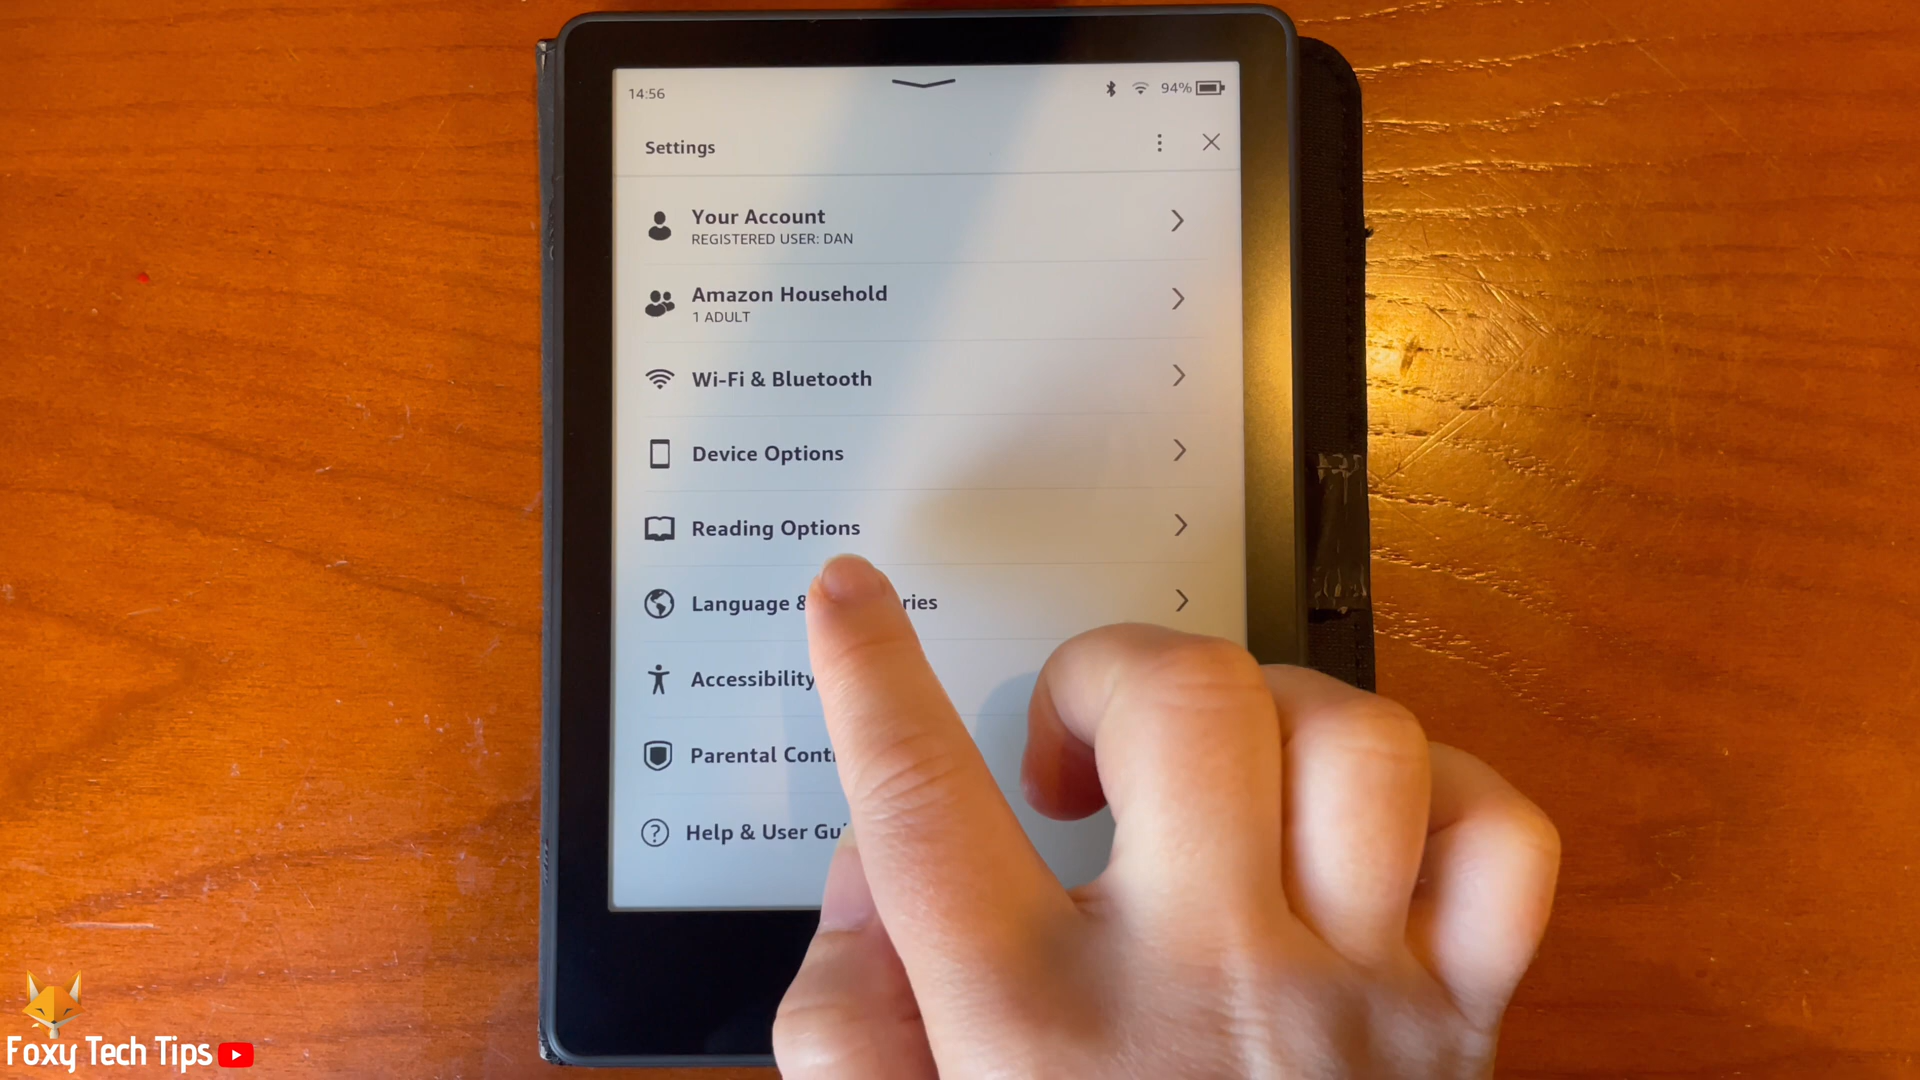 14:56
94%
Settings
Your Account
REGISTERED USER: DAN
Amazon Household
1 ADULT
Wi-Fi & Bluetooth
Device Options
Reading Options
Language & ries
Accessibility
Parental Cont
Help & User Gu
Foxy Tech Tips